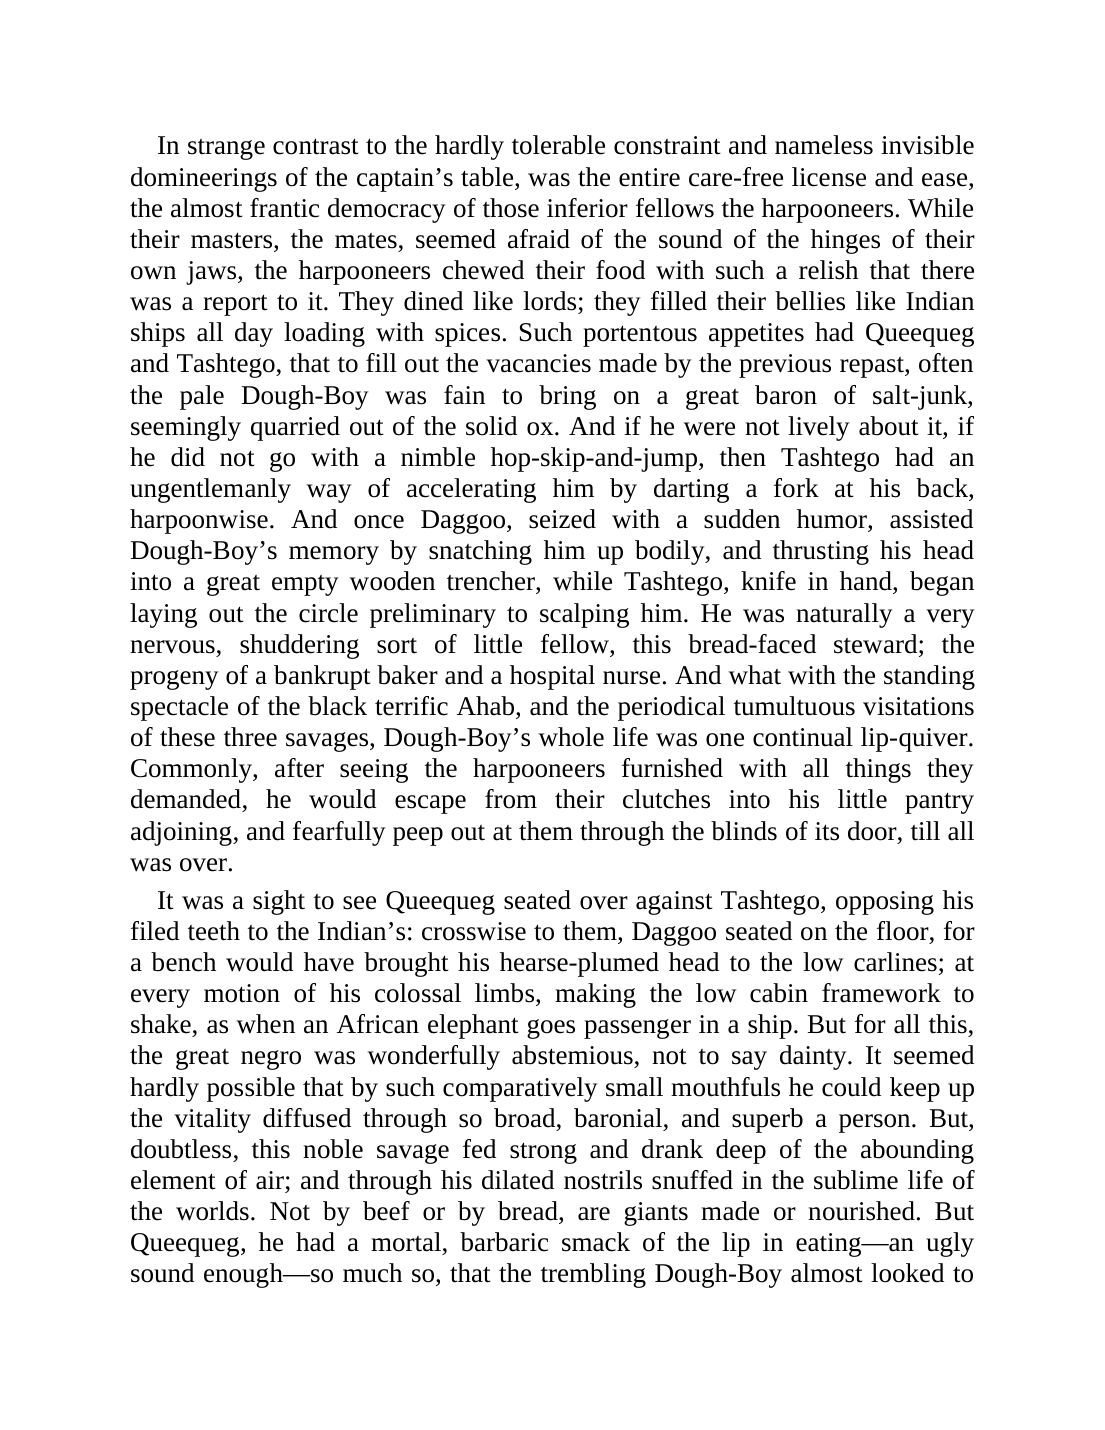 In strange contrast to the hardly tolerable constraint and nameless invisible
domineerings of the captain’s table, was the entire care-free license and ease,
the almost frantic democracy of those inferior fellows the harpooneers. While
their masters, the mates, seemed afraid of the sound of the hinges of their
own jaws, the harpooneers chewed their food with such a relish that there
was a report to it. They dined like lords; they filled their bellies like Indian
ships all day loading with spices. Such portentous appetites had Queequeg
and Tashtego, that to fill out the vacancies made by the previous repast, often
the pale Dough-Boy was fain to bring on a great baron of salt-junk,
seemingly quarried out of the solid ox. And if he were not lively about it, if
he did not go with a nimble hop-skip-and-jump, then Tashtego had an
ungentlemanly way of accelerating him by darting a fork at his back,
harpoonwise. And once Daggoo, seized with a sudden humor, assisted
Dough-Boy’s memory by snatching him up bodily, and thrusting his head
into a great empty wooden trencher, while Tashtego, knife in hand, began
laying out the circle preliminary to scalping him. He was naturally a very
nervous, shuddering sort of little fellow, this bread-faced steward; the
progeny of a bankrupt baker and a hospital nurse. And what with the standing
spectacle of the black terrific Ahab, and the periodical tumultuous visitations
of these three savages, Dough-Boy’s whole life was one continual lip-quiver.
Commonly, after seeing the harpooneers furnished with all things they
demanded, he would escape from their clutches into his little pantry
adjoining, and fearfully peep out at them through the blinds of its door, till all
was over.
It was a sight to see Queequeg seated over against Tashtego, opposing his
filed teeth to the Indian’s: crosswise to them, Daggoo seated on the floor, for
a bench would have brought his hearse-plumed head to the low carlines; at
every motion of his colossal limbs, making the low cabin framework to
shake, as when an African elephant goes passenger in a ship. But for all this,
the great negro was wonderfully abstemious, not to say dainty. It seemed
hardly possible that by such comparatively small mouthfuls he could keep up
the vitality diffused through so broad, baronial, and superb a person. But,
doubtless, this noble savage fed strong and drank deep of the abounding
element of air; and through his dilated nostrils snuffed in the sublime life of
the worlds. Not by beef or by bread, are giants made or nourished. But
Queequeg, he had a mortal, barbaric smack of the lip in eating—an ugly
sound enough—so much so, that the trembling Dough-Boy almost looked to